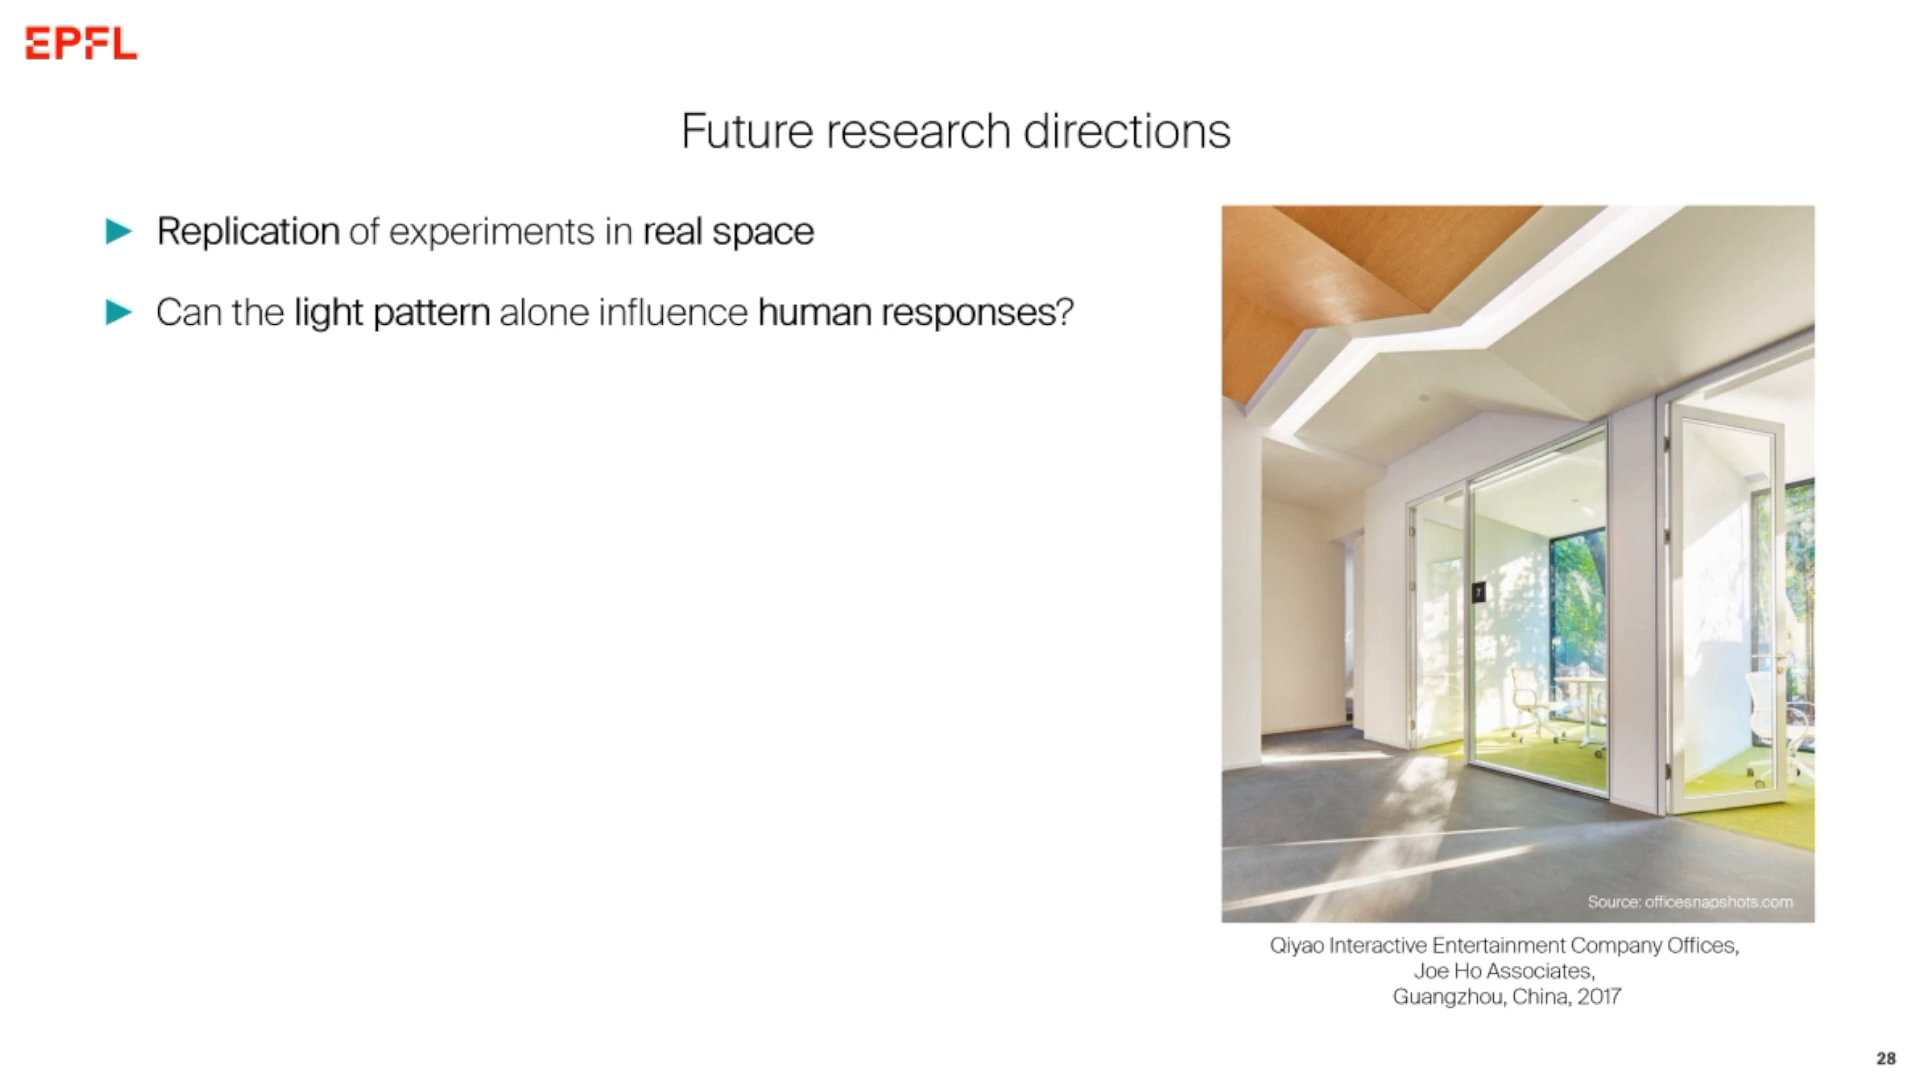 EPFL
Future research directions
Replication of experiments in real space
Can the light pattern alone influence human responses?
Source: officesnapshots.com
Qiyao Interactive Entertainment Company Offices,
Joe Ho Associates,
Guangzhou, China, 2017
28